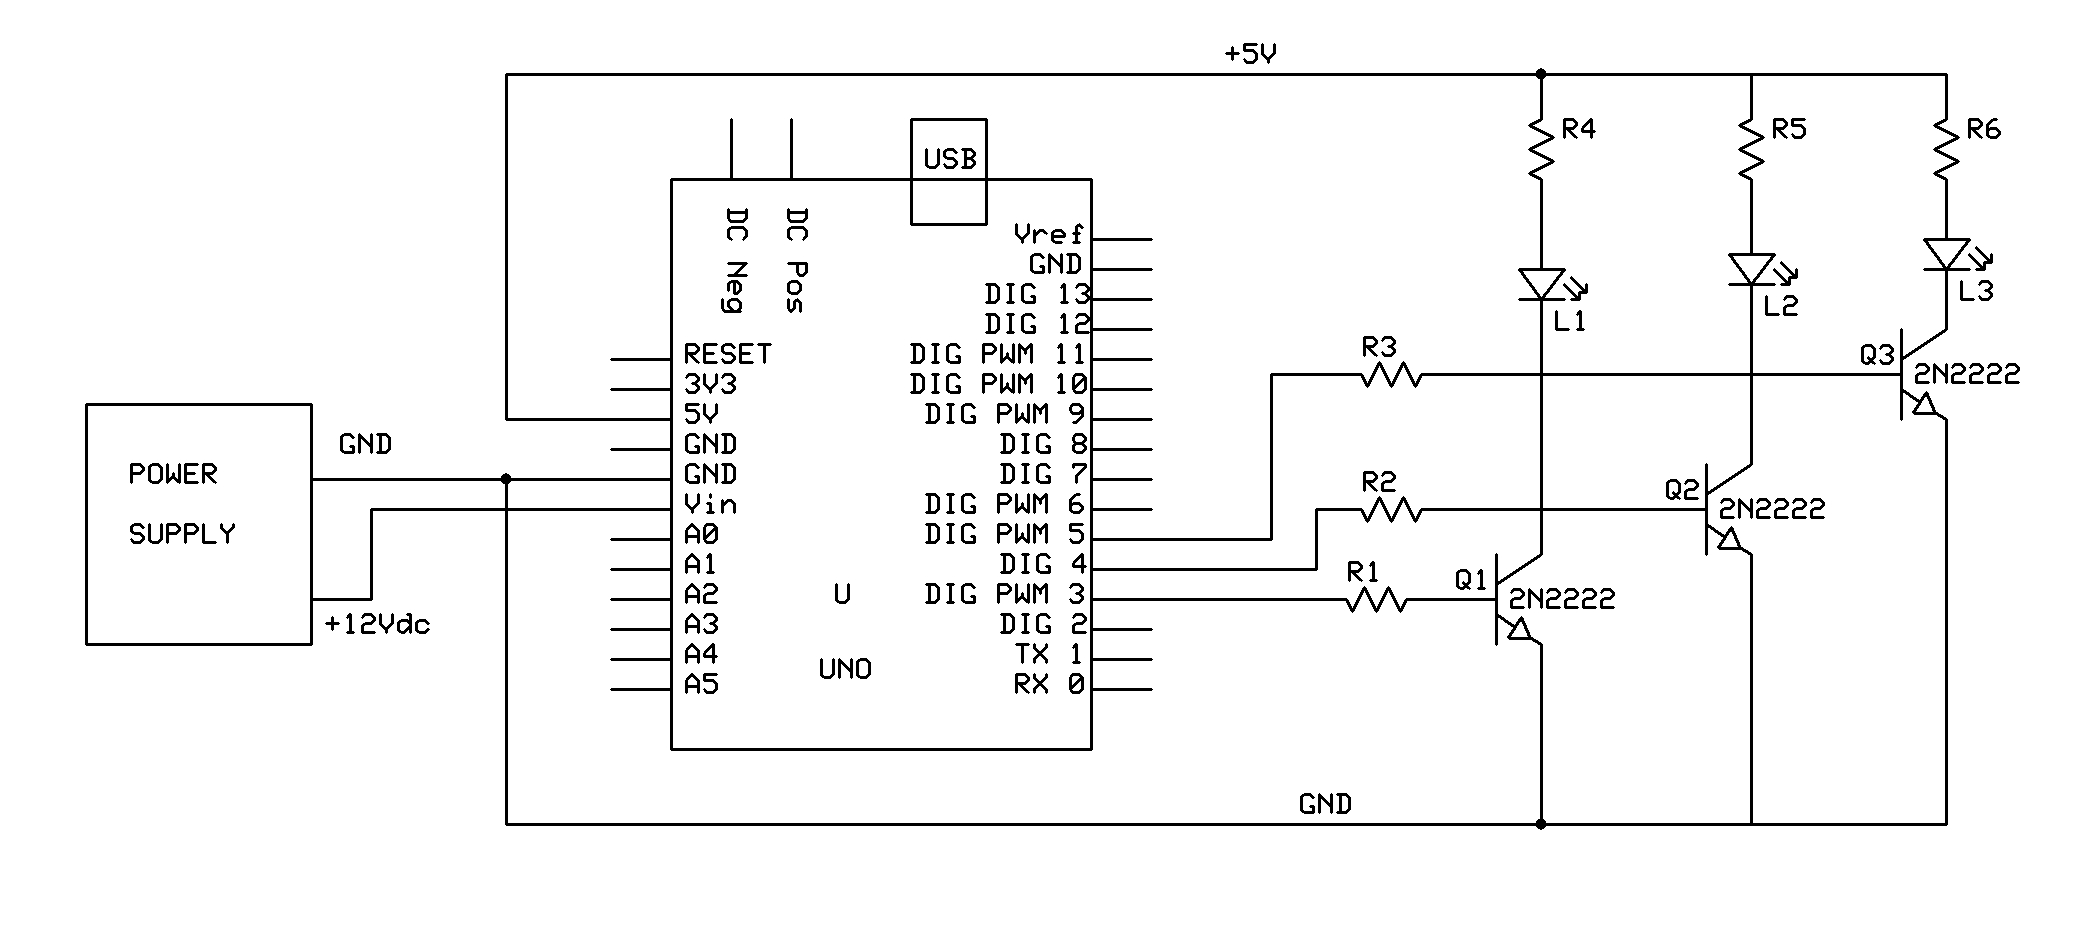 +5V
USB
DC Neg
DC Pos
Vref
GND
DIG 13
DIG 12
DIG PWM 11
DIG PWM 10
DIG PWM 9
DIG 8
DIG 7
DIG PWM 6
DIG PWM 5
DIG 4
DIG PWM 3
DIG 2
TX 1
RX 0
RESET
3V3
5V
GND
GND
Vin
A0
A1
A2
A3
A4
A5
U
UNO
POWER
SUPPLY
GND
+12Vdc
R4
R5
R6
L1
L2
L3
R3
Q3
2N2222
R2
Q2
2N2222
R1
Q1
2N2222
GND